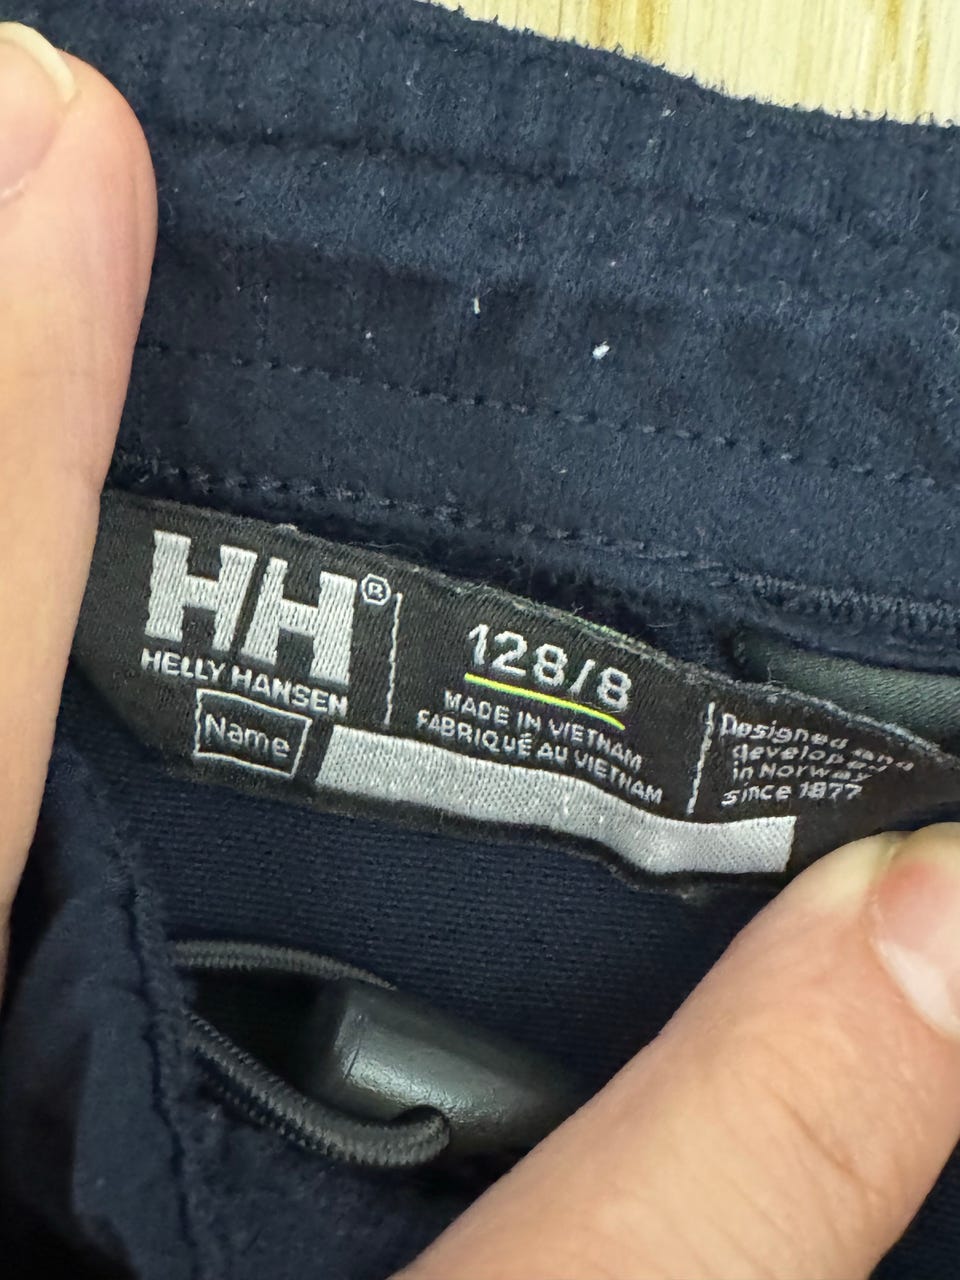 HH®
HELLY HANSEN
Name
128/8
MADE IN VIETNAM
FABRIQUÉ AU VIETNAM
Designed and
developed
in Norway
since 1877